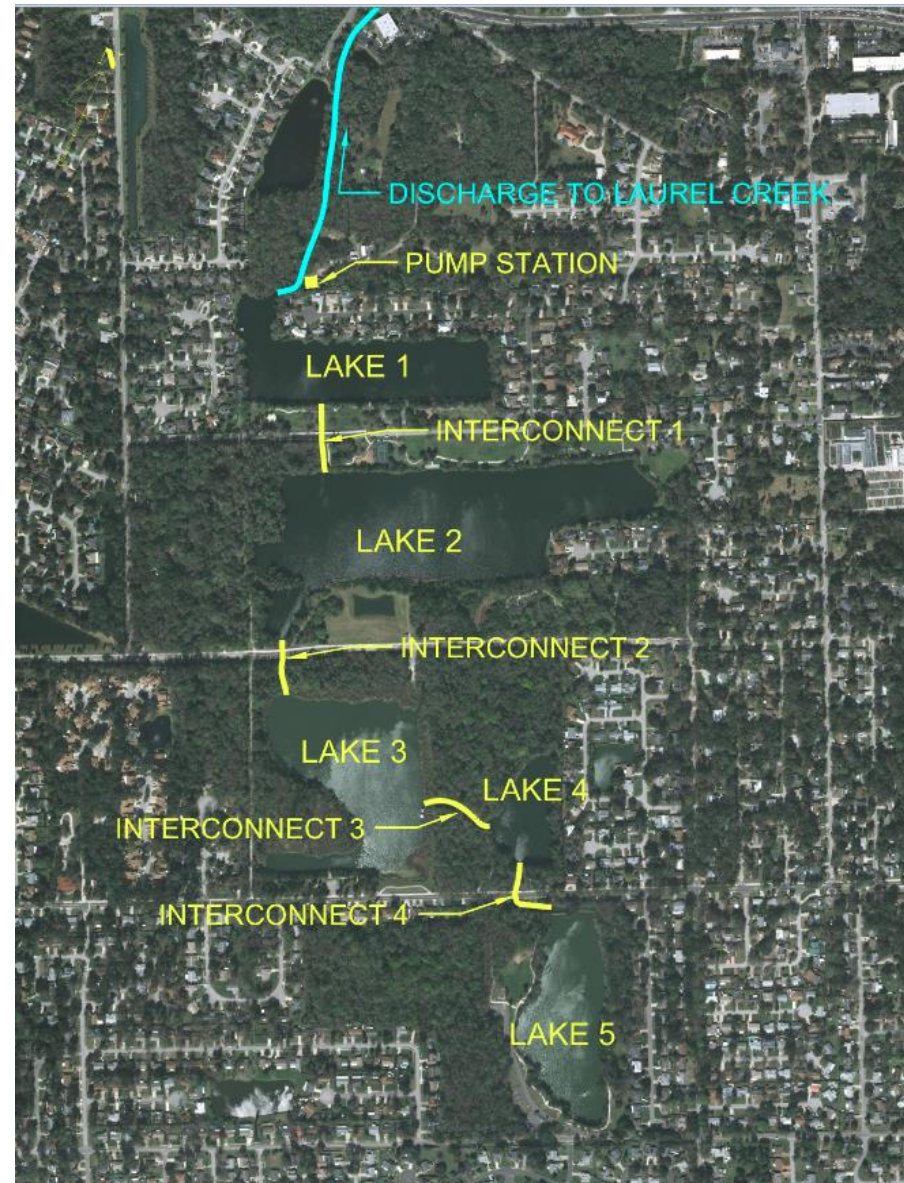 DISCHARGE TO LAUREL CREEK
PUMP STATION
LAKE 1
INTERCONNECT 1
LAKE 2
INTERCONNECT 2
LAKE 3
LAKE 4
INTERCONNECT 3
INTERCONNECT 4
LAKE 5